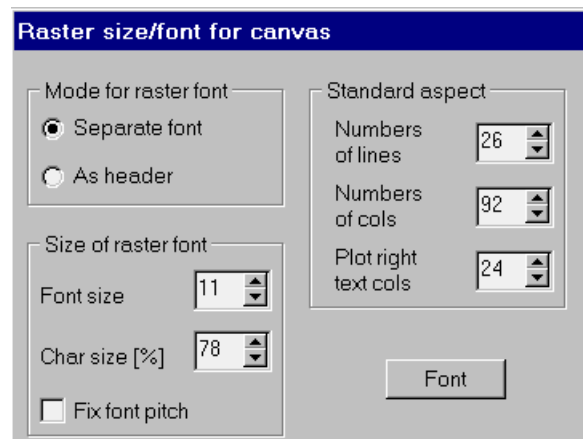 Raster size/font for canvas
Mode for raster font
Separate font
As header
Size of raster font
Font size 11
Char size [%] 78
Fix font pitch
Standard aspect
Numbers
of lines 26
Numbers
of cols 92
Plot right
text cols 24
Font